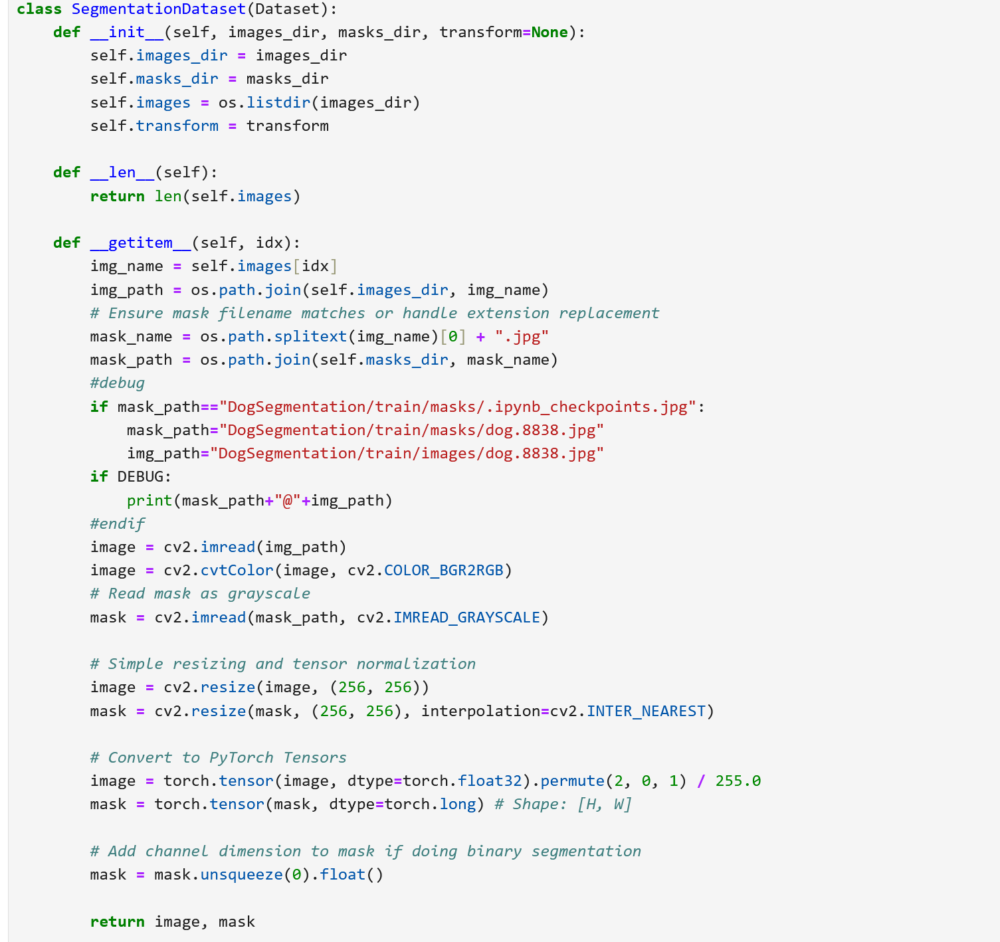 class SegmentationDataset(Dataset):
    def __init__(self, images_dir, masks_dir, transform=None):
        self.images_dir = images_dir
        self.masks_dir = masks_dir
        self.images = os.listdir(images_dir)
        self.transform = transform

    def __len__(self):
        return len(self.images)

    def __getitem__(self, idx):
        img_name = self.images[idx]
        img_path = os.path.join(self.images_dir, img_name)
        # Ensure mask filename matches or handle extension replacement
        mask_name = os.path.splitext(img_name)[0] + ".jpg"
        mask_path = os.path.join(self.masks_dir, mask_name)
        #debug
        if mask_path=="DogSegmentation/train/masks/.ipynb_checkpoints.jpg":
            mask_path="DogSegmentation/train/masks/dog.8838.jpg"
            img_path="DogSegmentation/train/images/dog.8838.jpg"
        if DEBUG:
            print(mask_path+"@"+img_path)
        #endif
        image = cv2.imread(img_path)
        image = cv2.cvtColor(image, cv2.COLOR_BGR2RGB)
        # Read mask as grayscale
        mask = cv2.imread(mask_path, cv2.IMREAD_GRAYSCALE)

        # Simple resizing and tensor normalization
        image = cv2.resize(image, (256, 256))
        mask = cv2.resize(mask, (256, 256), interpolation=cv2.INTER_NEAREST)

        # Convert to PyTorch Tensors
        image = torch.tensor(image, dtype=torch.float32).permute(2, 0, 1) / 255.0
        mask = torch.tensor(mask, dtype=torch.long) # Shape: [H, W]

        # Add channel dimension to mask if doing binary segmentation
        mask = mask.unsqueeze(0).float()

        return image, mask